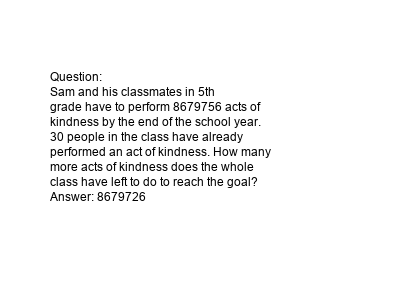 Question:
Sam and his classmates in 5th
grade have to perform 8679756 acts of
kindness by the end of the school year.
30 people in the class have already
performed an act of kindness. How many
more acts of kindness does the whole
class have left to do to reach the goal?
Answer: 8679726